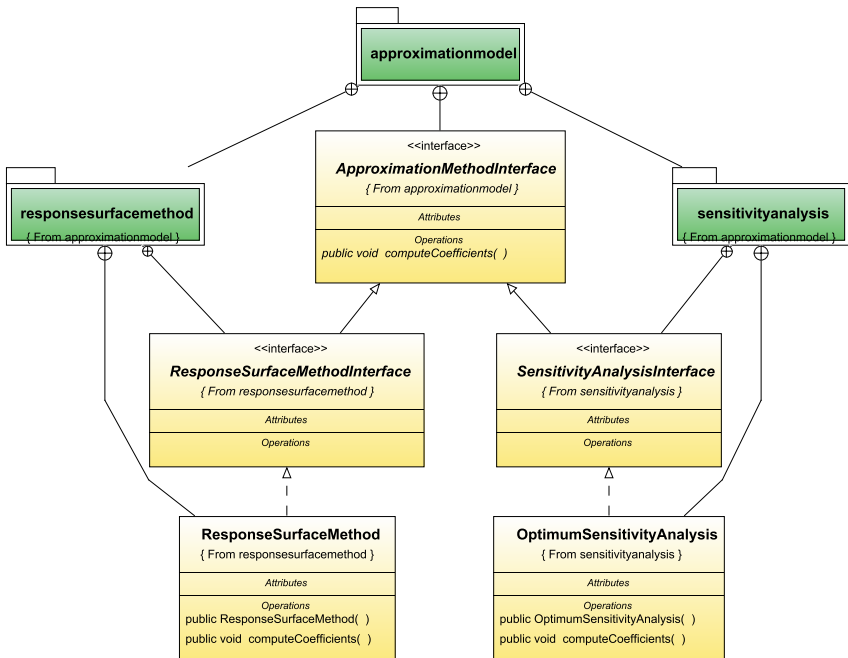 approximationmodel
<<interface>>
ApproximationMethodInterface
{ From approximationmodel }
Attributes
Operations
public void computeCoefficients( )
responsesurfacemethod
{ From approximationmodel }
sensitivityanalysis
{ From approximationmodel }
<<interface>>
ResponseSurfaceMethodInterface
{ From responsesurfacemethod }
Attributes
Operations
<<interface>>
SensitivityAnalysisInterface
{ From sensitivityanalysis }
Attributes
Operations
ResponseSurfaceMethod
{ From responsesurfacemethod }
Attributes
Operations
public ResponseSurfaceMethod( )
public void computeCoefficients( )
OptimumSensitivityAnalysis
{ From sensitivityanalysis }
Attributes
Operations
public OptimumSensitivityAnalysis( )
public void computeCoefficients( )